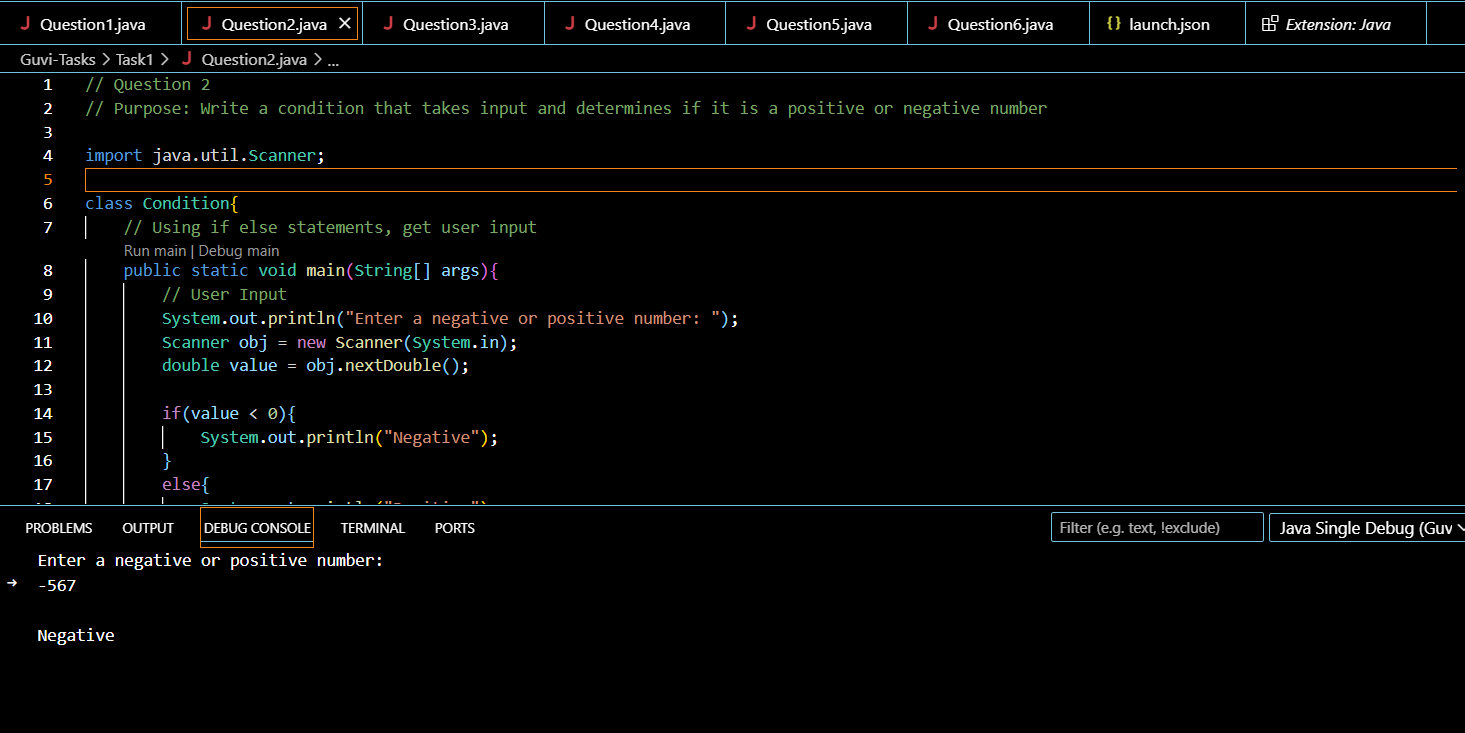 J Question1.java J Question2.java × J Question3.java J Question4.java J Question5.java J Question6.java {} launch.json Extension: Java
Guvi-Tasks > Task1 > J Question2.java > ...
1 // Question 2
2 // Purpose: Write a condition that takes input and determines if it is a positive or negative number
3
4 import java.util.Scanner;
5
6 class Condition{
7 // Using if else statements, get user input
Run main | Debug main
8 public static void main(String[] args){
9 // User Input
10 System.out.println("Enter a negative or positive number: ");
11 Scanner obj = new Scanner(System.in);
12 double value = obj.nextDouble();
13
14 if(value < 0){
15 System.out.println("Negative");
16 }
17 else{
PROBLEMS OUTPUT DEBUG CONSOLE TERMINAL PORTS Filter (e.g. text, !exclude) Java Single Debug (Guv
Enter a negative or positive number:
→ -567
Negative